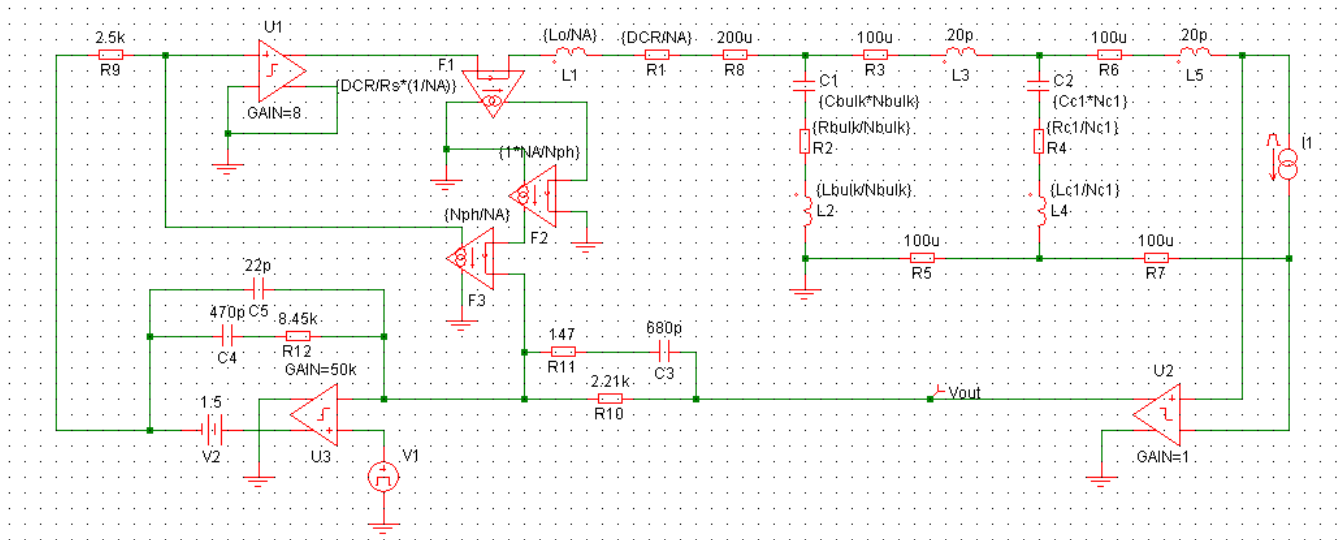 U1
2.5k
R9
GAIN=8
F1
{DCR/Rs*(1/NA)}
{Lo/NA}
L1
{DCR/NA}
R1
200u
R8
100u
R3
20p
L3
100u
R6
20p
L5
C1
{Cbulk*Nbulk}
{Rbulk/Nbulk}
R2
{Lbulk/Nbulk}
L2
C2
{Cc1*Nc1}
{Rc1/Nc1}
R4
{Lc1/Nc1}
L4
I1
{1*NA/Nph}
F2
{Nph/NA}
F3
100u
R5
100u
R7
22p
C5
470p
C4
8.45k
R12
GAIN=50k
147
R11
680p
C3
2.21k
R10
Vout
U2
GAIN=1
1.5
V2
U3
V1